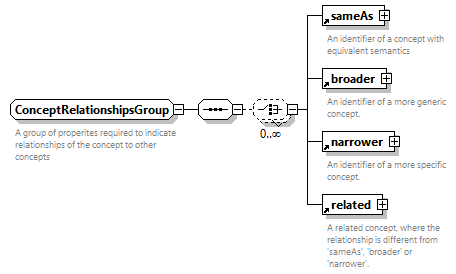 sameAs
An identifier of a concept with
equivalent semantics
broader
An identifier of a more generic
concept.
ConceptRelationshipsGroup
A group of properites required to indicate
relationships of the concept to other
concepts
0..∞
narrower
An identifier of a more specific
concept.
related
A related concept, where the
relationship is different from
'sameAs', 'broader' or
'narrower'.